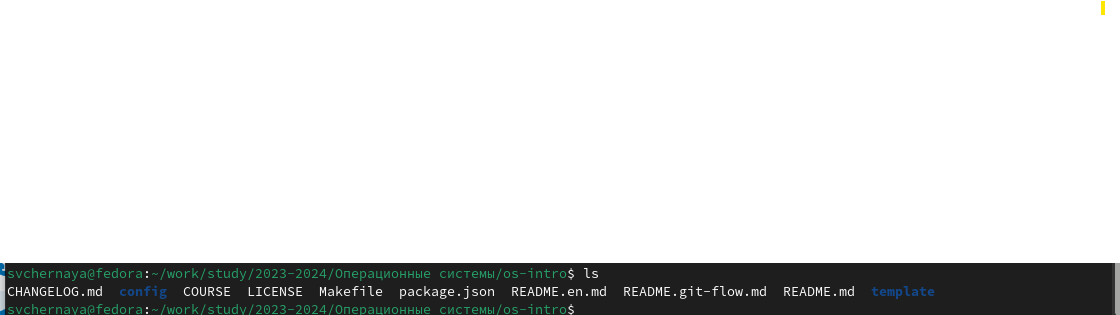 svchernaya@fedora:~/work/study/2023-2024/Операционные системы/os-intro$ ls
CHANGELOG.md  config  COURSE  LICENSE  Makefile  package.json  README.en.md  README.git-flow.md  README.md  template
svchernaya@fedora:~/work/study/2023-2024/Операционные системы/os-intro$